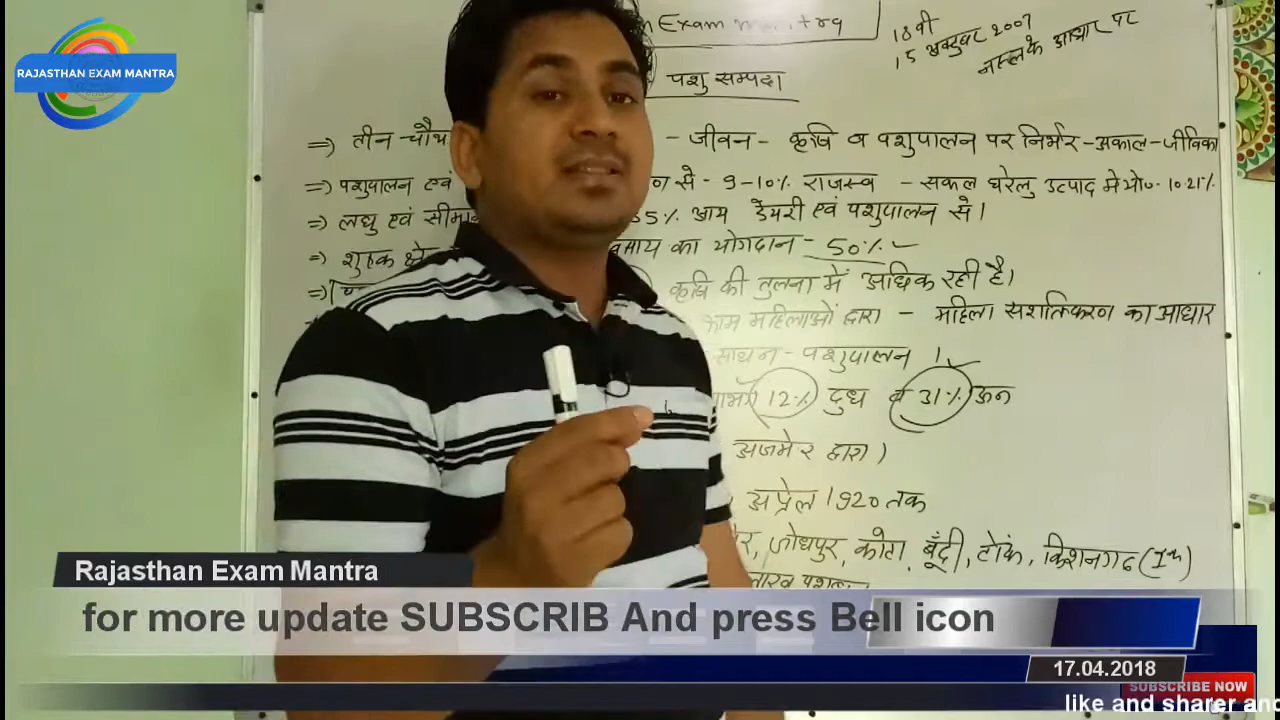 RAJASTHAN EXAM MANTRA
Exam
18 वी
15 अक्टुबर 2007
नस्ल के आधार पर
पशु सम्पदा
⇒ तीन - - जीवन - कृषि व पशुपालन पर निर्भर - अकाल - जीविका
⇒ पशुपालन एवं से - 9-10% राजस्व - सकल घरेलु उत्पाद में यो० 10.21%
⇒ लघु एवं 35% आय डेयरी एवं पशुपालन से।
⇒ शुष्क का योगदान - 50%
⇒ कृषि की तुलना में अधिक रही है।
काम महिलाओं द्वारा - महिला सशक्तिकरण का आधार
साधन - पशुपालन ।
12% दुध व 31% ऊन
अजमेर द्वारा)
अप्रेल 1920 तक
जोधपुर, कोटा, बूँदी, टोंक, किशनगढ (Ist)
Rajasthan Exam Mantra
for more update SUBSCRIB And press Bell icon
17.04.2018
SUBSCRIBE NOW
like and sharer and